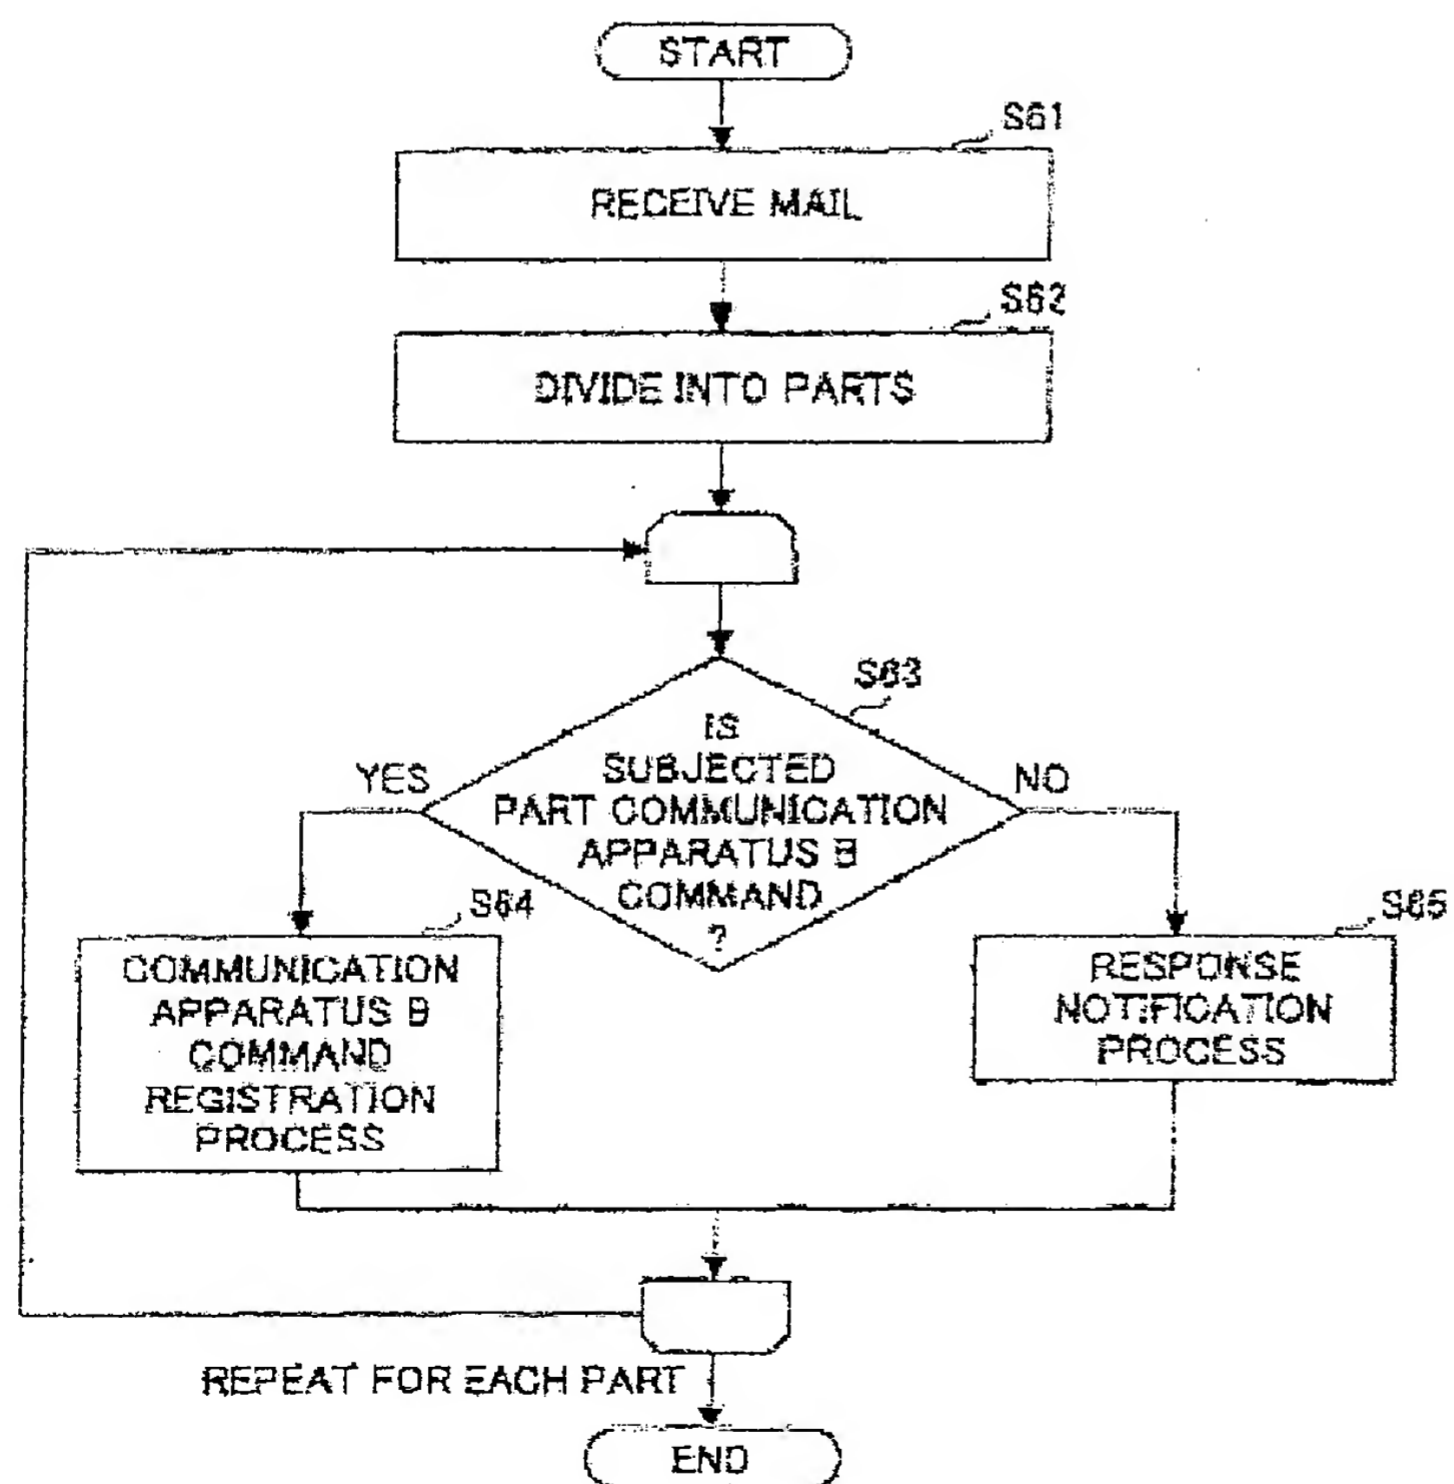 START
S61
RECEIVE MAIL
S62
DIVIDE INTO PARTS
S63
IS
SUBJECTED
PART COMMUNICATION
APPARATUS B
COMMAND
?
YES
NO
S64
COMMUNICATION
APPARATUS B
COMMAND
REGISTRATION
PROCESS
S65
RESPONSE
NOTIFICATION
PROCESS
REPEAT FOR EACH PART
END